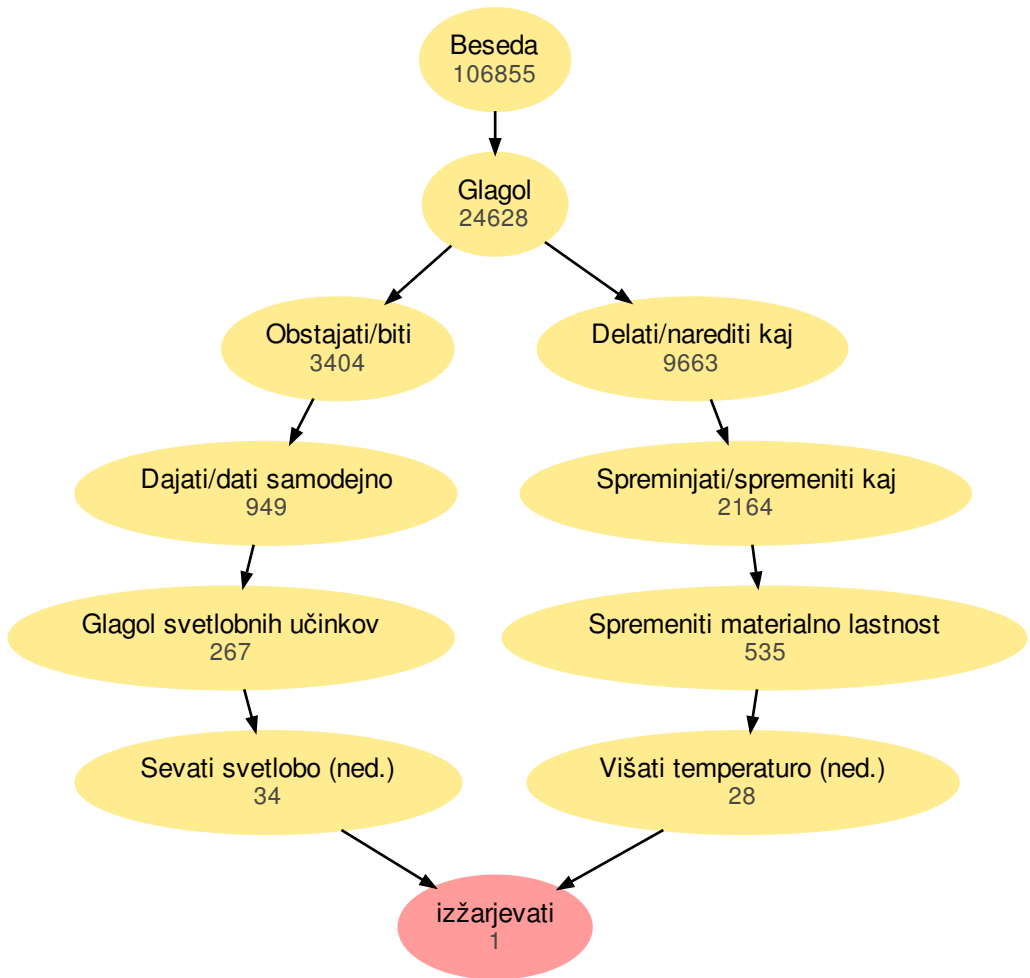 Beseda
106855
Glagol
24628
Obstajati/biti
3404
Delati/narediti kaj
9663
Dajati/dati samodejno
949
Spreminjati/spremeniti kaj
2164
Glagol svetlobnih učinkov
267
Spremeniti materialno lastnost
535
Sevati svetlobo (ned.)
34
Višati temperaturo (ned.)
28
izžarjevati
1